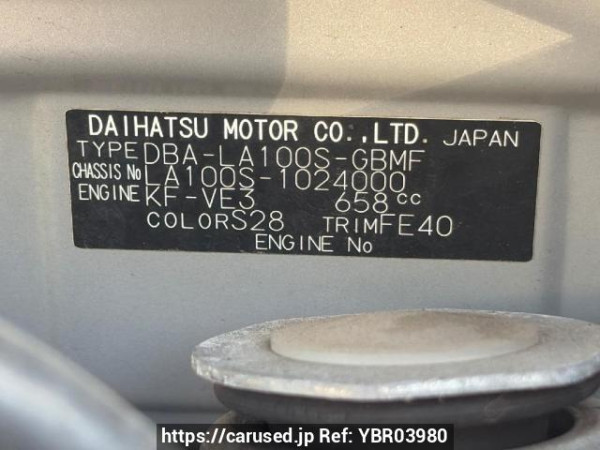 DAIHATSU MOTOR CO.,LTD. JAPAN
TYPE DBA-LA100S-GBMF
CHASSIS No LA100S-1024000
ENGINE KF-VE3 658cc
COLOR S28 TRIM FE40
ENGINE No
https://carused.jp Ref: YBR03980